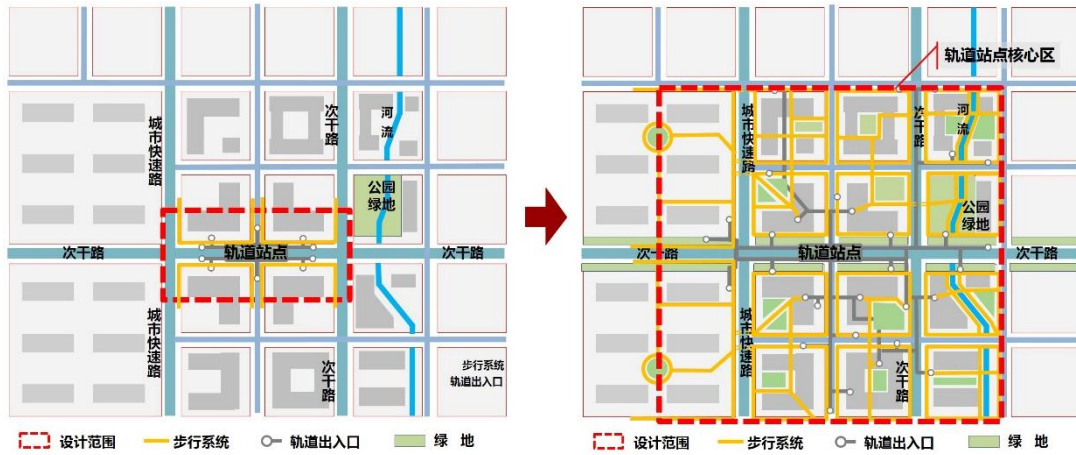 轨道站点核心区
城市快速路
次干路
河流
公园
绿地
次干路
轨道站点
次干路
城市快速路
次干路
步行系统
轨道出入口
设计范围
步行系统
轨道出入口
绿 地
城市快速路
次干路
河流
公园
绿地
次干路
轨道站点
次干路
城市快速路
次干路
设计范围
步行系统
轨道出入口
绿 地